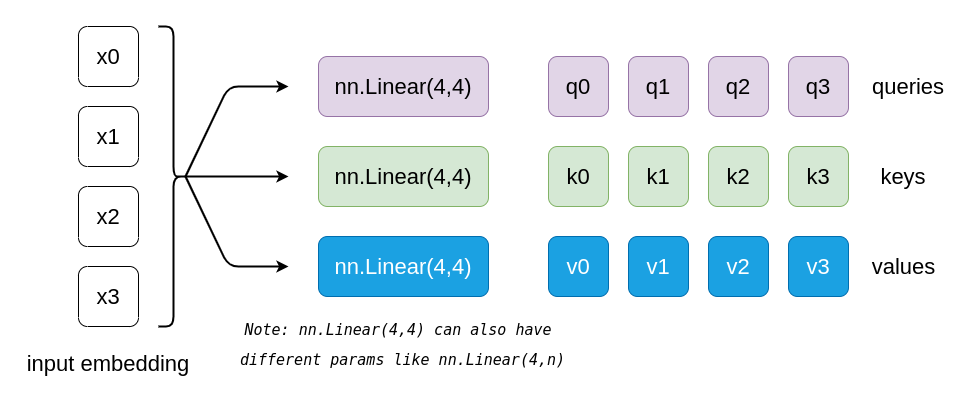 x0
x1
x2
x3
input embedding
nn.Linear(4,4)
q0 q1 q2 q3 queries
nn.Linear(4,4)
k0 k1 k2 k3 keys
nn.Linear(4,4)
v0 v1 v2 v3 values
Note: nn.Linear(4,4) can also have
different params like nn.Linear(4,n)